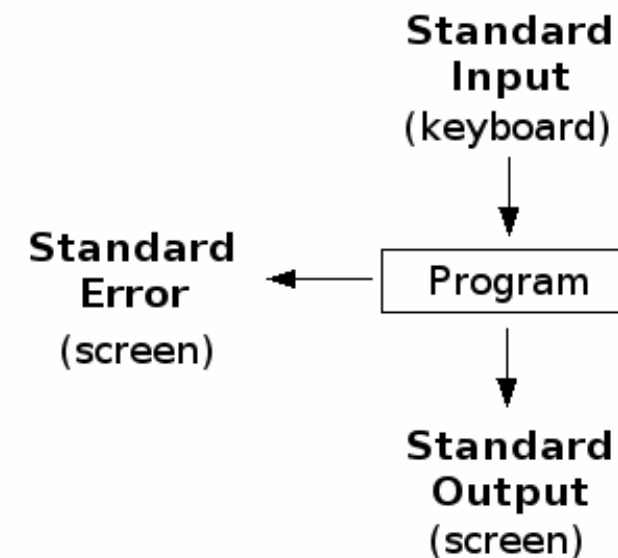 Standard
Input
(keyboard)
Standard
Error
(screen)
Program
Standard
Output
(screen)